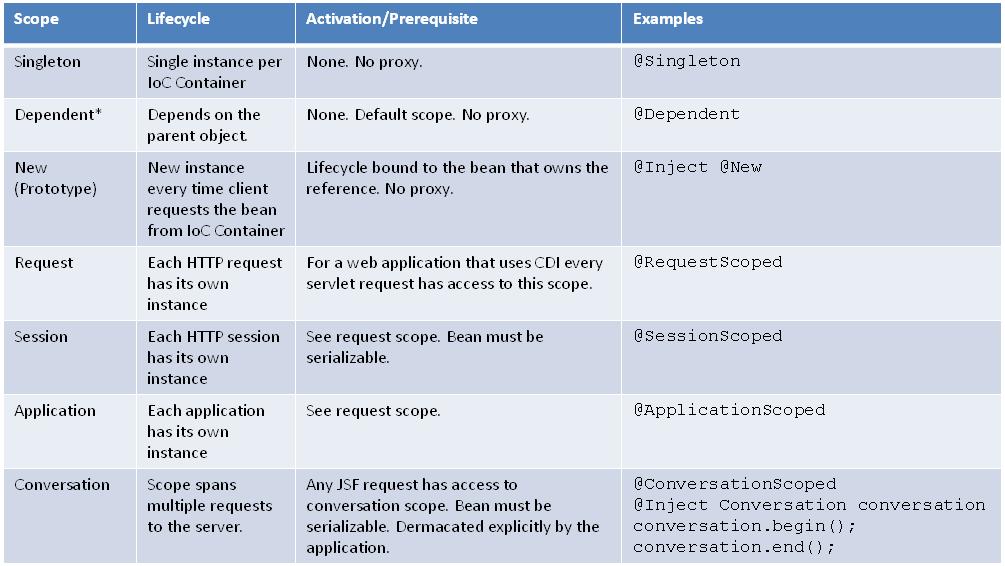 Scope Lifecycle Activation/Prerequisite Examples
Singleton Single instance per IoC Container None. No proxy. @Singleton
Dependent* Depends on the parent object. None. Default scope. No proxy. @Dependent
New (Prototype) New instance every time client requests the bean from IoC Container Lifecycle bound to the bean that owns the reference. No proxy. @Inject @New
Request Each HTTP request has its own instance For a web application that uses CDI every servlet request has access to this scope. @RequestScoped
Session Each HTTP session has its own instance See request scope. Bean must be serializable. @SessionScoped
Application Each application has its own instance See request scope. @ApplicationScoped
Conversation Scope spans multiple requests to the server. Any JSF request has access to conversation scope. Bean must be serializable. Dermacated explicitly by the application. @ConversationScoped
@Inject Conversation conversation
conversation.begin();
conversation.end();